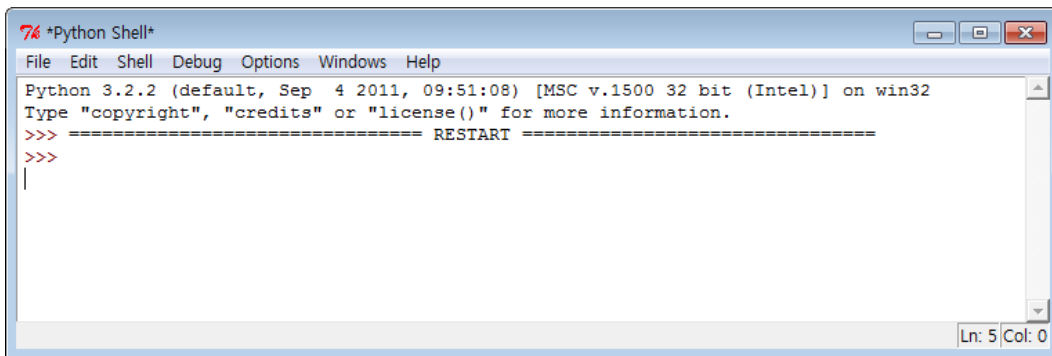 *Python Shell*
File Edit Shell Debug Options Windows Help
Python 3.2.2 (default, Sep  4 2011, 09:51:08) [MSC v.1500 32 bit (Intel)] on win32
Type "copyright", "credits" or "license()" for more information.
>>> ================================ RESTART ================================
>>>
Ln: 5 Col: 0